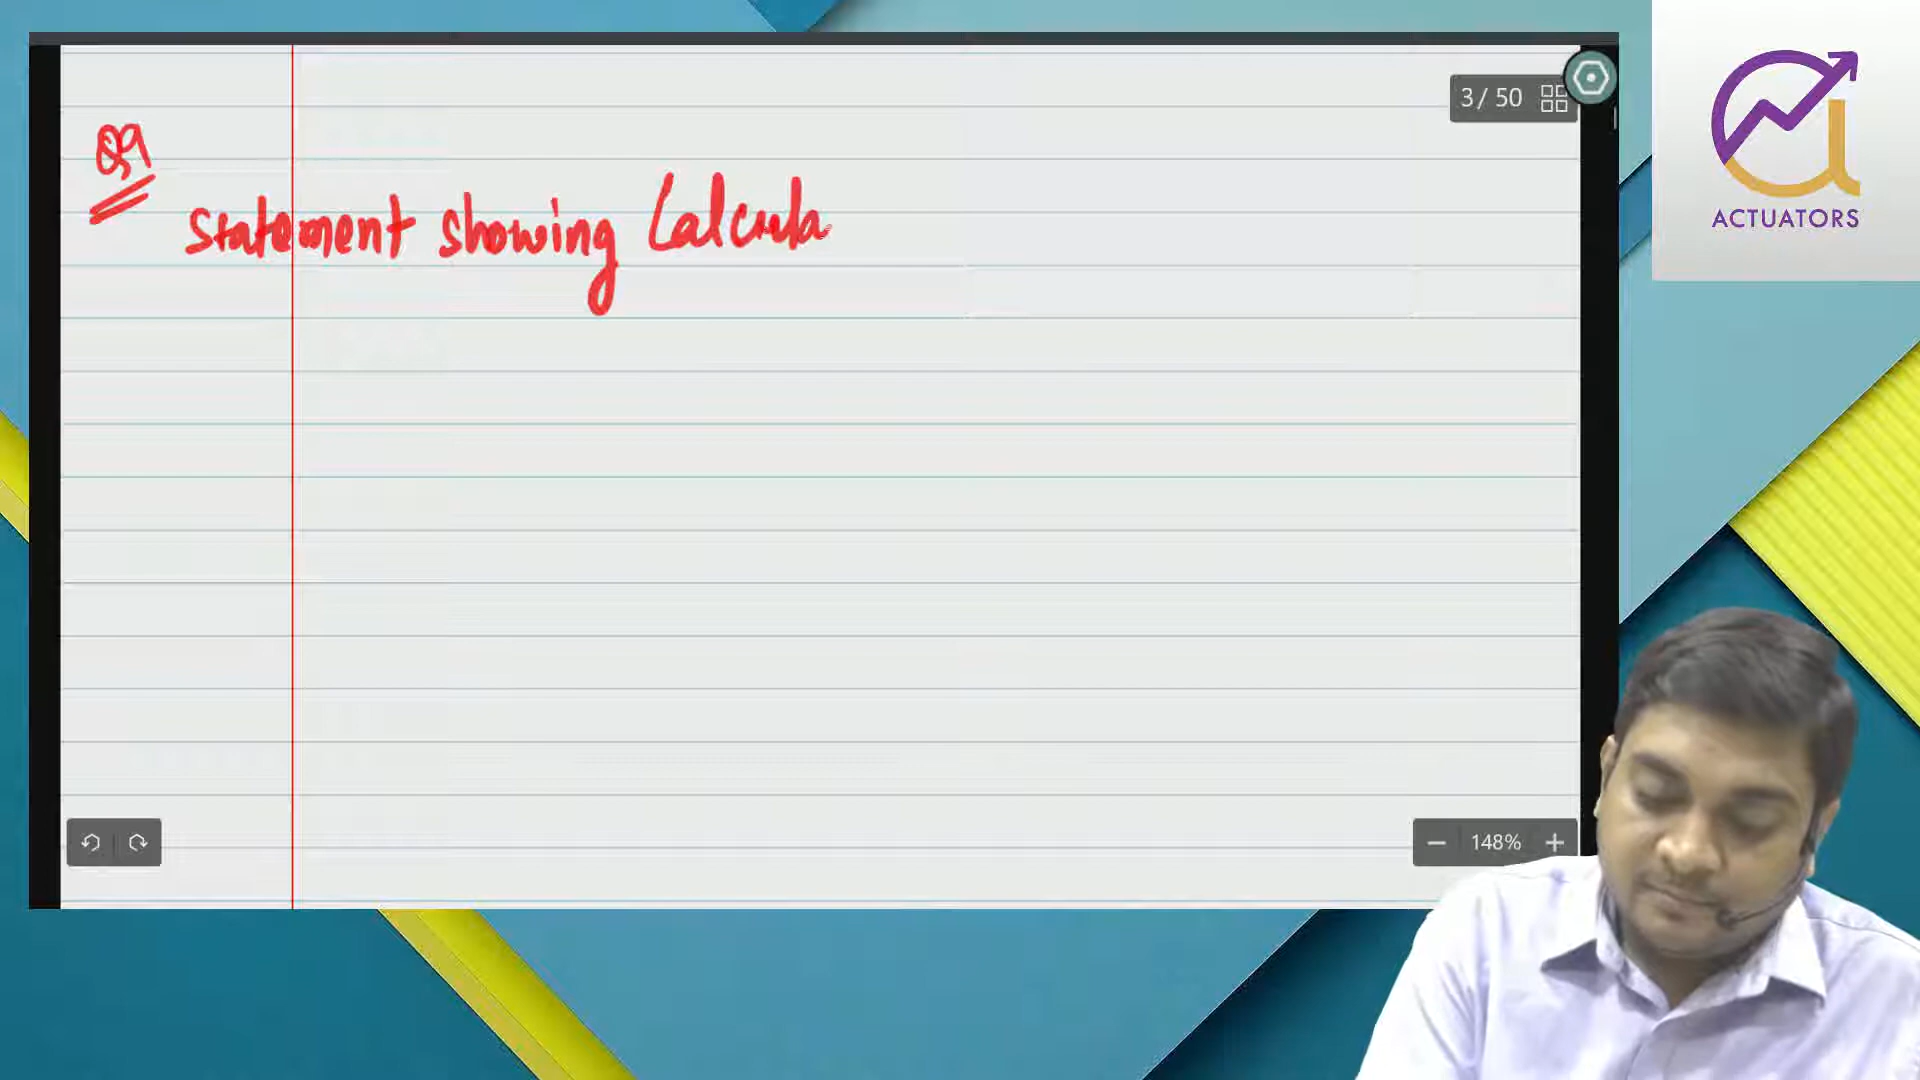 3 / 50
Q9
Statement showing Calcula
ACTUATORS
148%